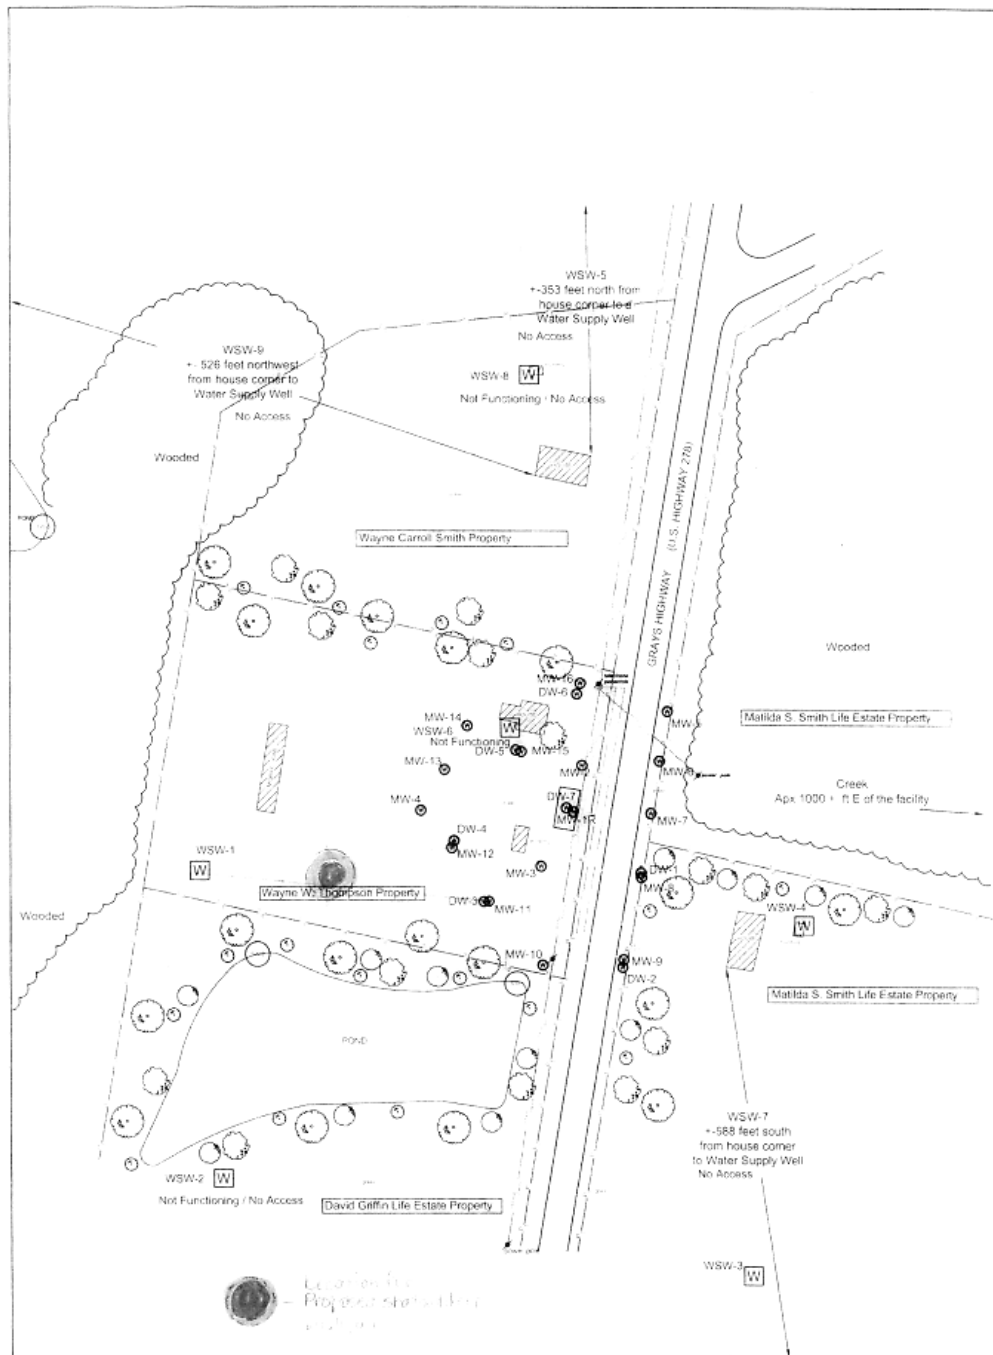 WSW-5
+-353 feet north from
house corner to a
Water Supply Well
No Access
WSW-9
+- 526 feet northwest
from house corner to
Water Supply Well
No Access
WSW-8
W
Not Functioning / No Access
Wooded
POND
Wayne Carroll Smith Property
GRAYS HIGHWAY (U.S. HIGHWAY 278)
Wooded
MW-16
DW-6
MW-14
WSW-6
W
Not Functioning
DW-5
MW-15
Matilda S. Smith Life Estate Property
MW-13
Creek
Apx 1000 + ft E of the facility
MW-4
DW-7
MW-1R
MW-7
DW-4
MW-12
WSW-1
W
MW-3
DW-1
Wayne W. Thompson Property
DW-3
MW-11
WSW-4
W
Wooded
MW-10
MW-9
DW-2
Matilda S. Smith Life Estate Property
POND
WSW-7
+-588 feet south
from house corner
to Water Supply Well
No Access
WSW-2
W
Not Functioning / No Access
David Griffin Life Estate Property
WSW-3
W
Proposed